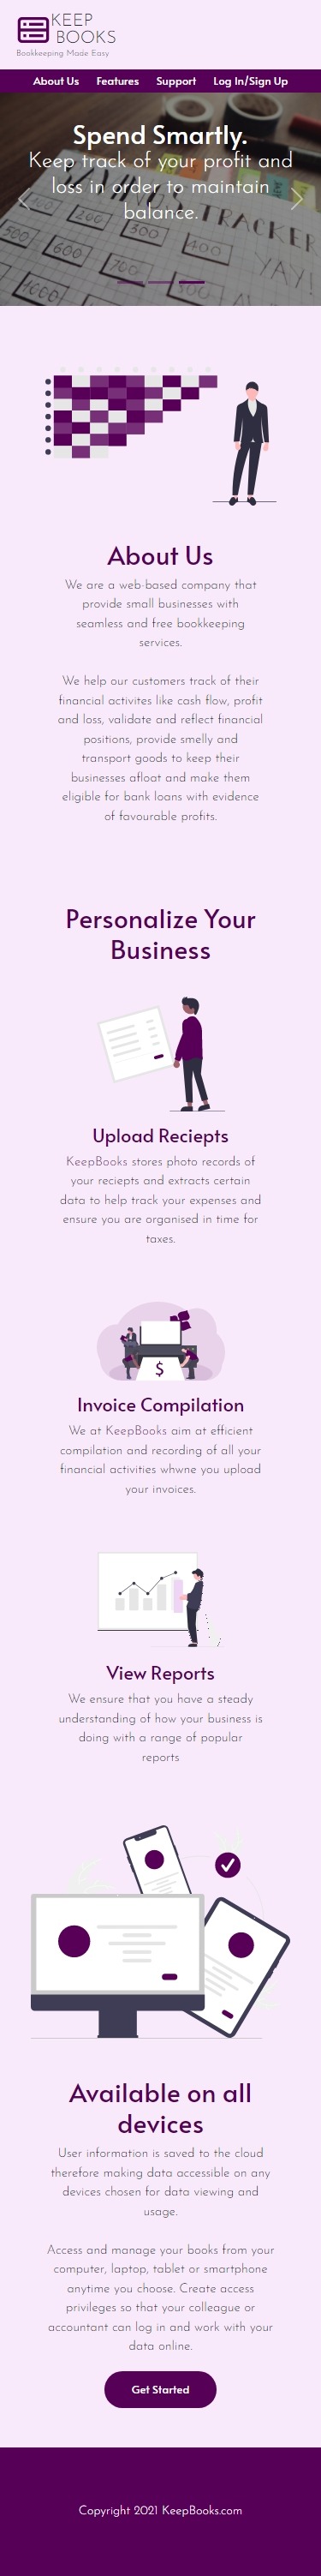 KEEP
BOOKS
Bookkeeping Made Easy
About Us Features Support Log In/Sign Up
Spend Smartly.
Keep track of your profit and
loss in order to maintain
balance.
TRACKER
YAY!
200
300
400
500
600
700
1000
About Us
We are a web-based company that
provide small businesses with
seamless and free bookkeeping
services.
We help our customers track of their
financial activites like cash flow, profit
and loss, validate and reflect financial
positions, provide smelly and
transport goods to keep their
businesses afloat and make them
eligible for bank loans with evidence
of favourable profits.
Personalize Your
Business
Upload Reciepts
KeepBooks stores photo records of
your reciepts and extracts certain
data to help track your expenses and
ensure you are organised in time for
taxes.
$
Invoice Compilation
We at KeepBooks aim at efficient
compilation and recording of all your
financial activities whwne you upload
your invoices.
View Reports
We ensure that you have a steady
understanding of how your business is
doing with a range of popular
reports
Available on all
devices
User information is saved to the cloud
therefore making data accessible on any
devices chosen for data viewing and
usage.
Access and manage your books from your
computer, laptop, tablet or smartphone
anytime you choose. Create access
privileges so that your colleague or
accountant can log in and work with your
data online.
Get Started
Copyright 2021 KeepBooks.com